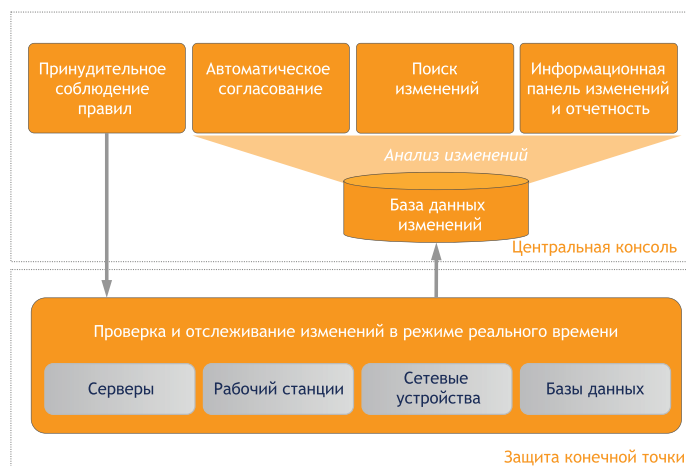 Принудительное
соблюдение
правил
Автоматическое
согласование
Поиск
изменений
Информационная
панель изменений
и отчетность
Анализ изменений
База данных
изменений
Центральная консоль
Проверка и отслеживание изменений в режиме реального времени
Серверы
Рабочий станции
Сетевые
устройства
Базы данных
Защита конечной точки